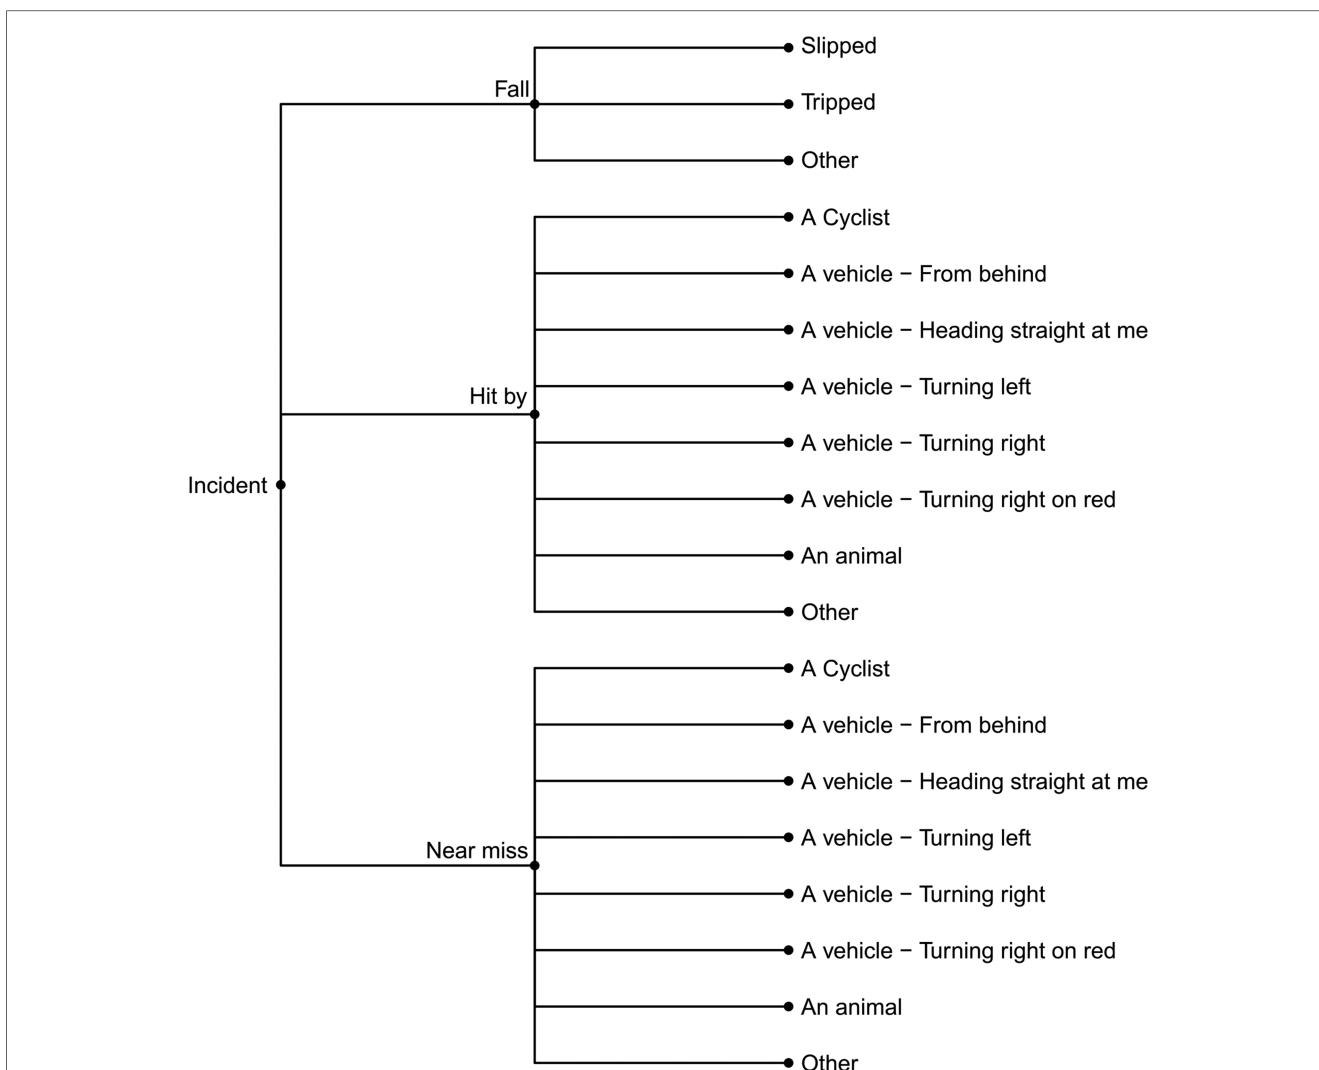 Slipped
Fall
Tripped
Other
A Cyclist
A vehicle − From behind
A vehicle − Heading straight at me
A vehicle − Turning left
Hit by
A vehicle − Turning right
Incident
A vehicle − Turning right on red
An animal
Other
A Cyclist
A vehicle − From behind
A vehicle − Heading straight at me
A vehicle − Turning left
Near miss
A vehicle − Turning right
A vehicle − Turning right on red
An animal
Other